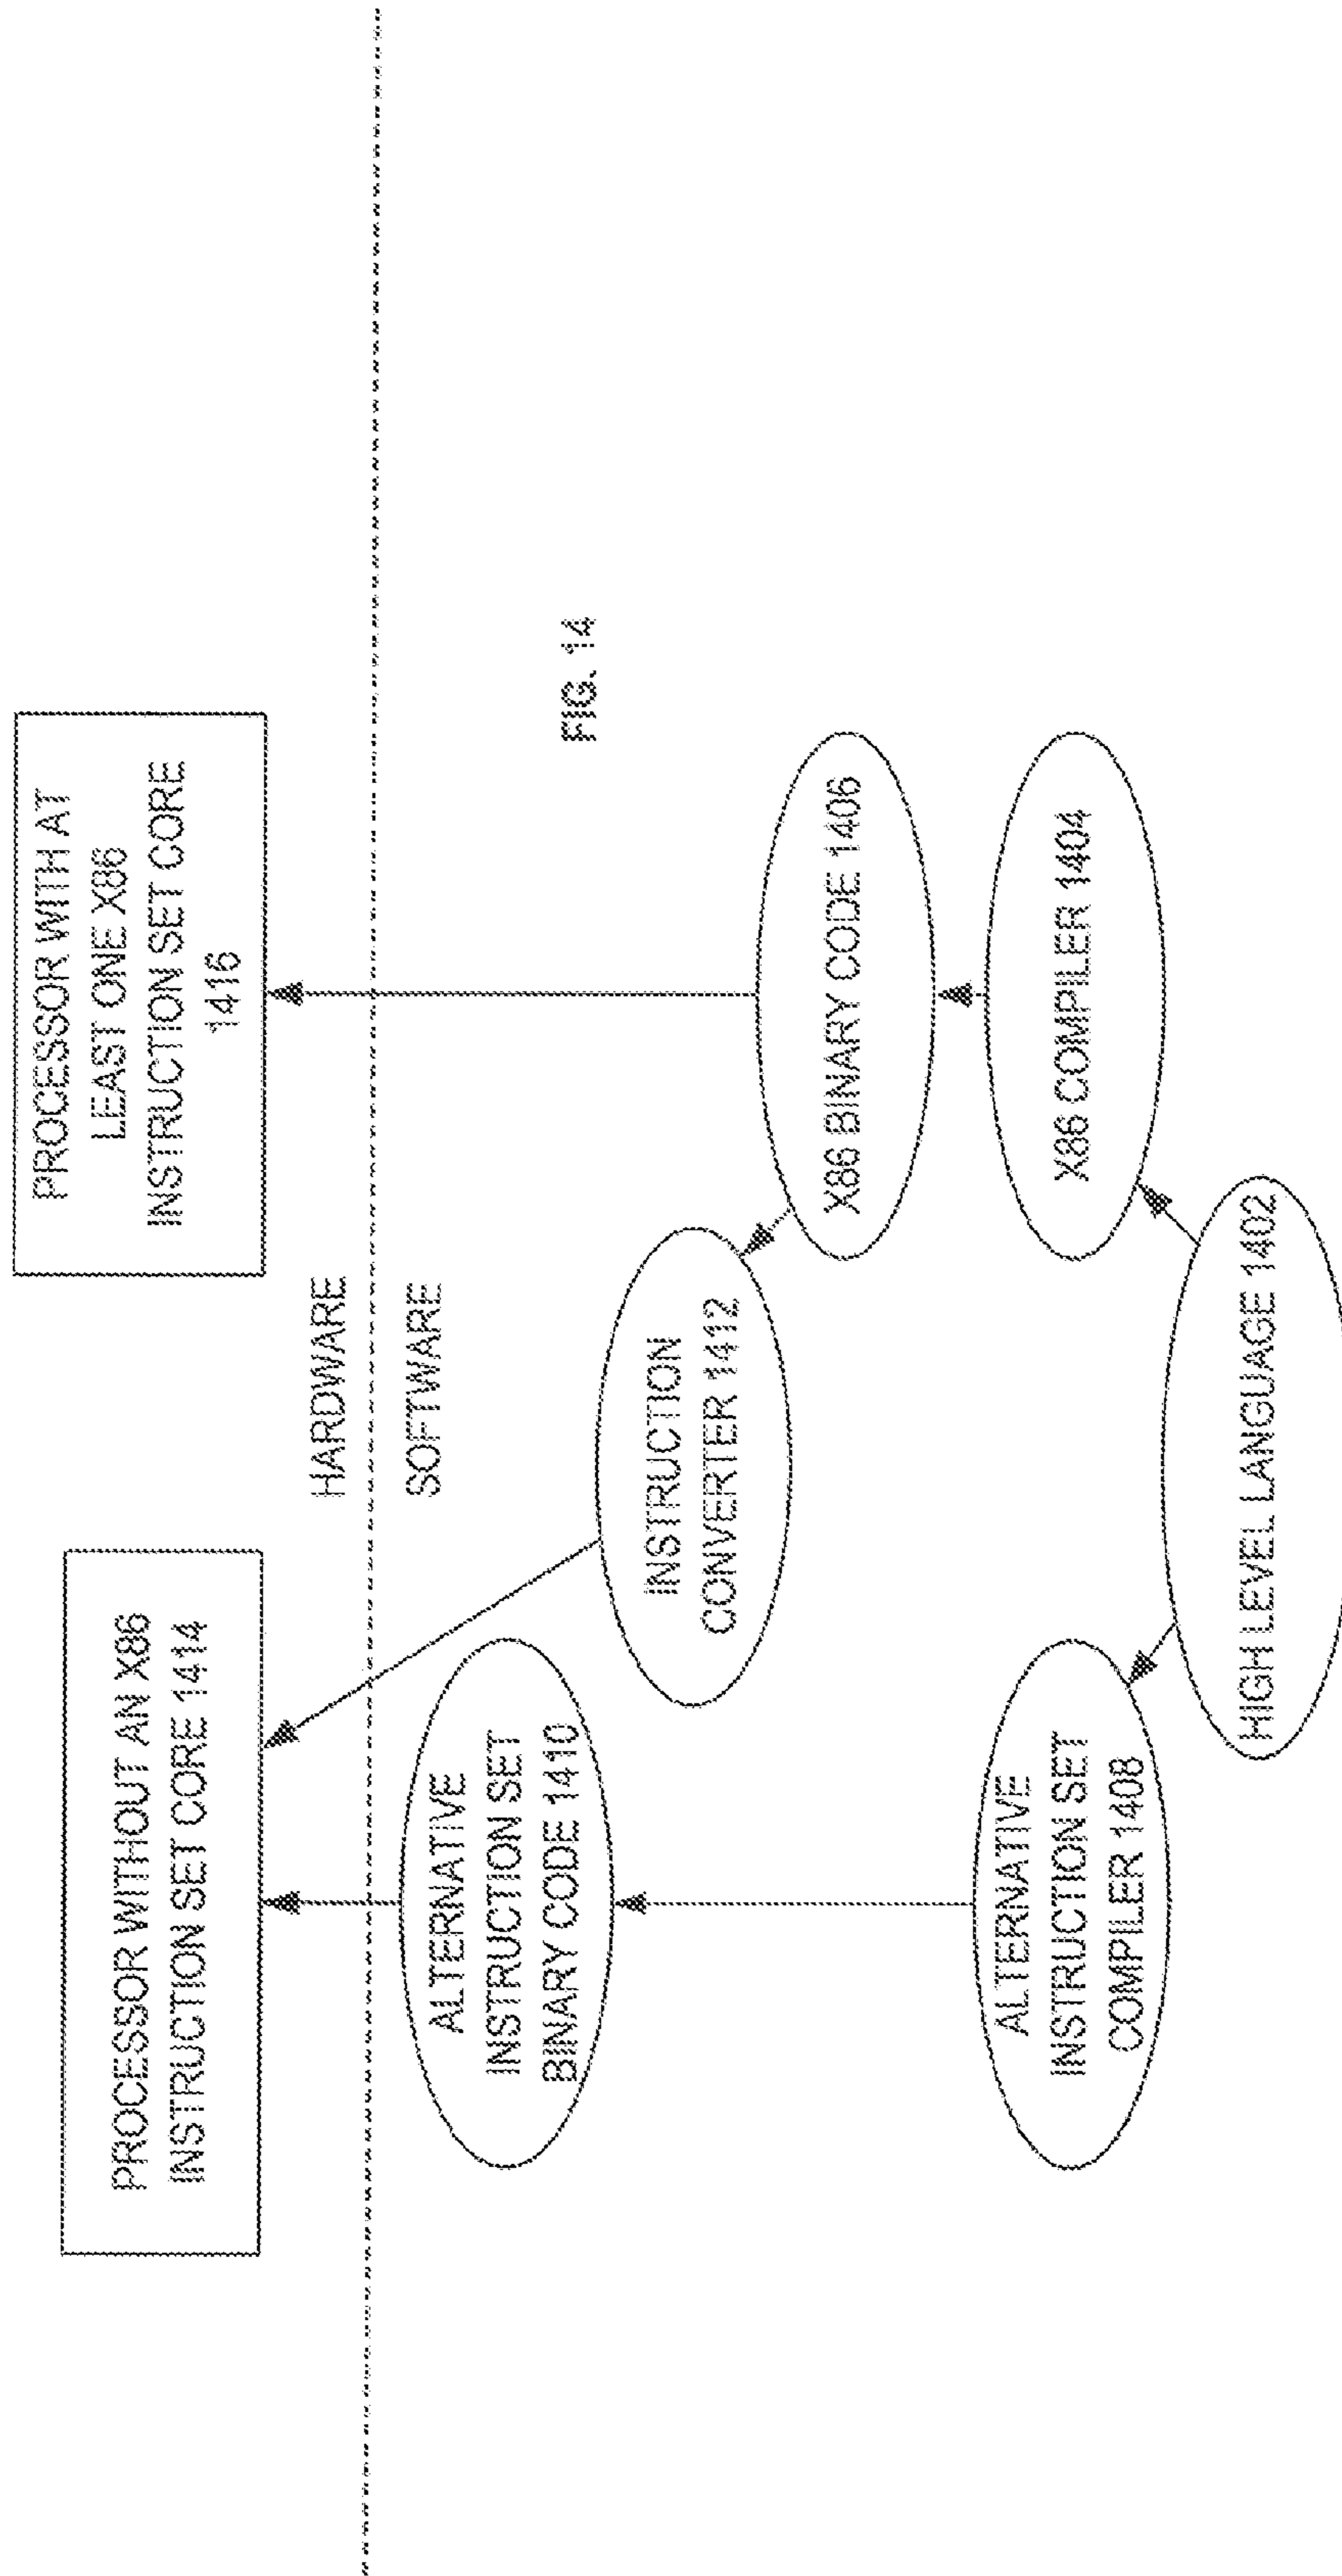 PROCESSOR WITHOUT AN X86
INSTRUCTION SET CORE 1414
PROCESSOR WITH AT
LEAST ONE X86
INSTRUCTION SET CORE
1416
HARDWARE
SOFTWARE
ALTERNATIVE
INSTRUCTION SET
BINARY CODE 1410
INSTRUCTION
CONVERTER 1412
FIG. 14
X86 BINARY CODE 1406
ALTERNATIVE
INSTRUCTION SET
COMPILER 1408
X86 COMPILER 1404
HIGH LEVEL LANGUAGE 1402